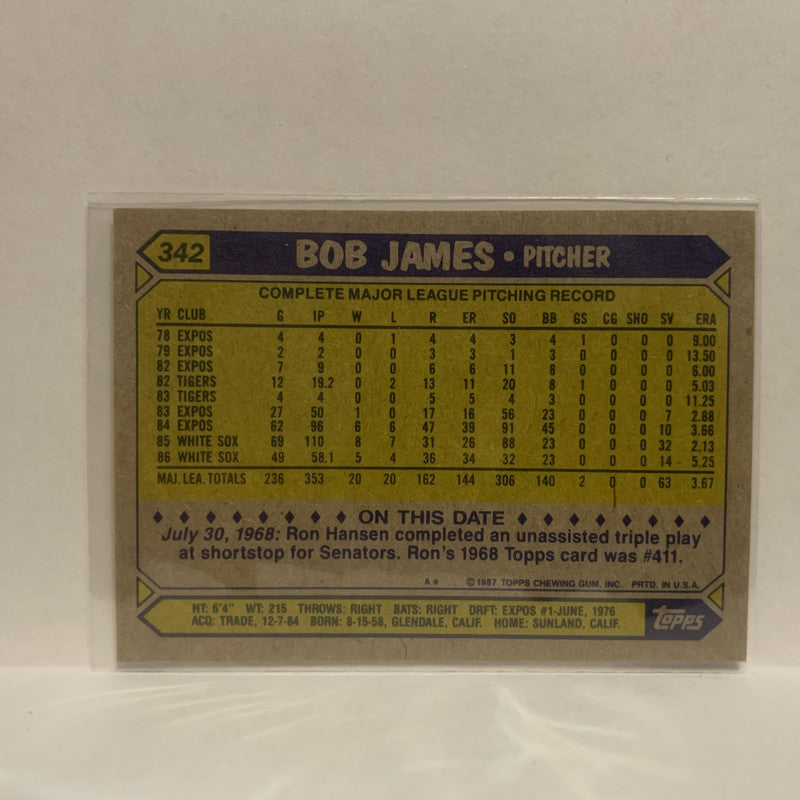 342 BOB JAMES • PITCHER
COMPLETE MAJOR LEAGUE PITCHING RECORD
YR CLUB G IP W L R ER SO BB GS CG SHO SV ERA
78 EXPOS 4 4 0 1 4 4 3 4 1 0 0 0 9.00
79 EXPOS 2 2 0 0 3 3 1 3 0 0 0 0 13.50
82 EXPOS 7 9 0 0 6 6 11 8 0 0 0 0 6.00
82 TIGERS 12 19.2 0 2 13 11 20 8 1 0 0 0 5.03
83 TIGERS 4 4 0 0 5 5 4 3 0 0 0 0 11.25
83 EXPOS 27 50 1 0 17 16 56 23 0 0 0 7 2.88
84 EXPOS 62 96 6 6 47 39 91 45 0 0 0 10 3.66
85 WHITE SOX 69 110 8 7 31 26 88 23 0 0 0 32 2.13
86 WHITE SOX 49 58.1 5 4 36 34 32 23 0 0 0 14 5.25
MAJ. LEA. TOTALS 236 353 20 20 162 144 306 140 2 0 0 63 3.67
♦ ♦ ♦ ♦ ♦ ♦ ♦ ♦ ON THIS DATE ♦ ♦ ♦ ♦ ♦ ♦ ♦ ♦
July 30, 1968: Ron Hansen completed an unassisted triple play
at shortstop for Senators. Ron's 1968 Topps card was #411.
A* © 1987 TOPPS CHEWING GUM, INC. PRTD. IN U.S.A.
HT: 6'4" WT: 215 THROWS: RIGHT BATS: RIGHT DRFT: EXPOS #1-JUNE, 1976
ACQ: TRADE, 12-7-84 BORN: 8-15-58, GLENDALE, CALIF. HOME: SUNLAND, CALIF.
Topps